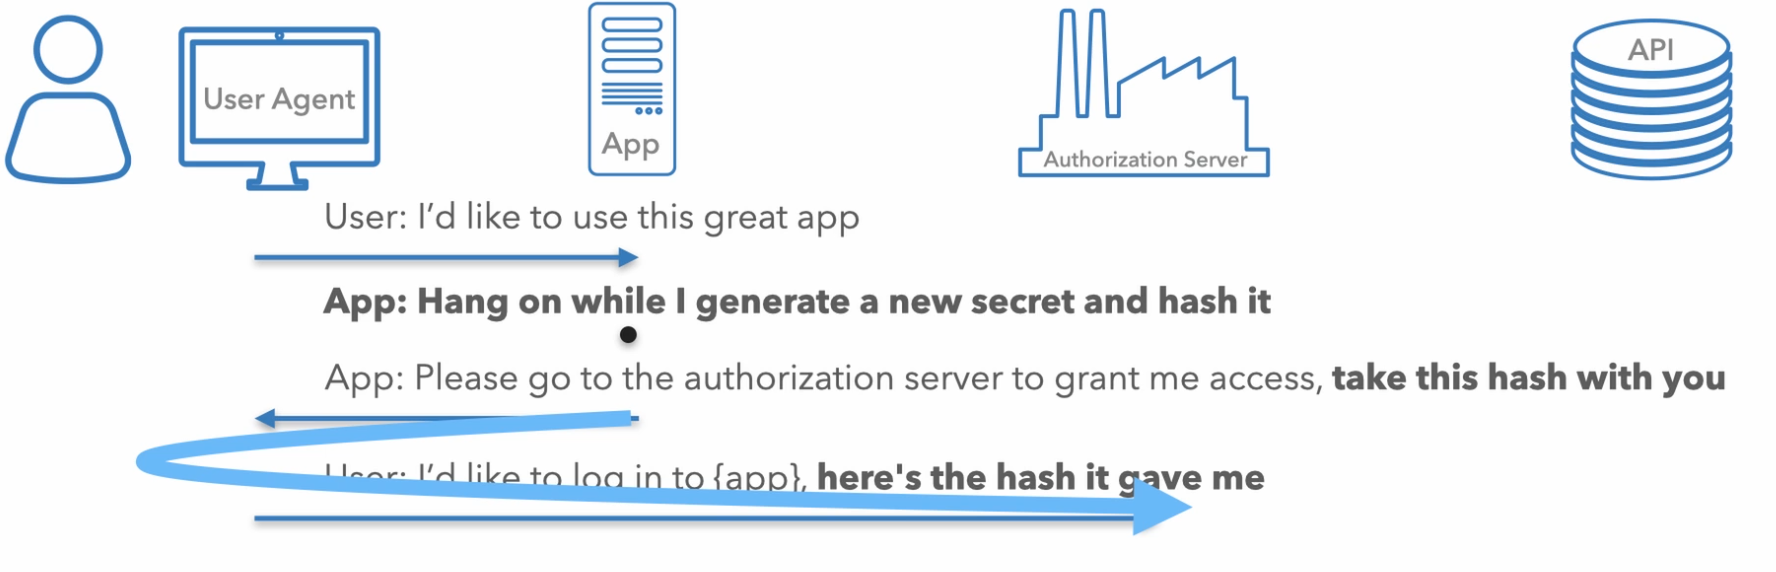 User Agent
App
Authorization Server
API
User: I'd like to use this great app
App: Hang on while I generate a new secret and hash it
App: Please go to the authorization server to grant me access, take this hash with you
User: I'd like to log in to {app}, here's the hash it gave me